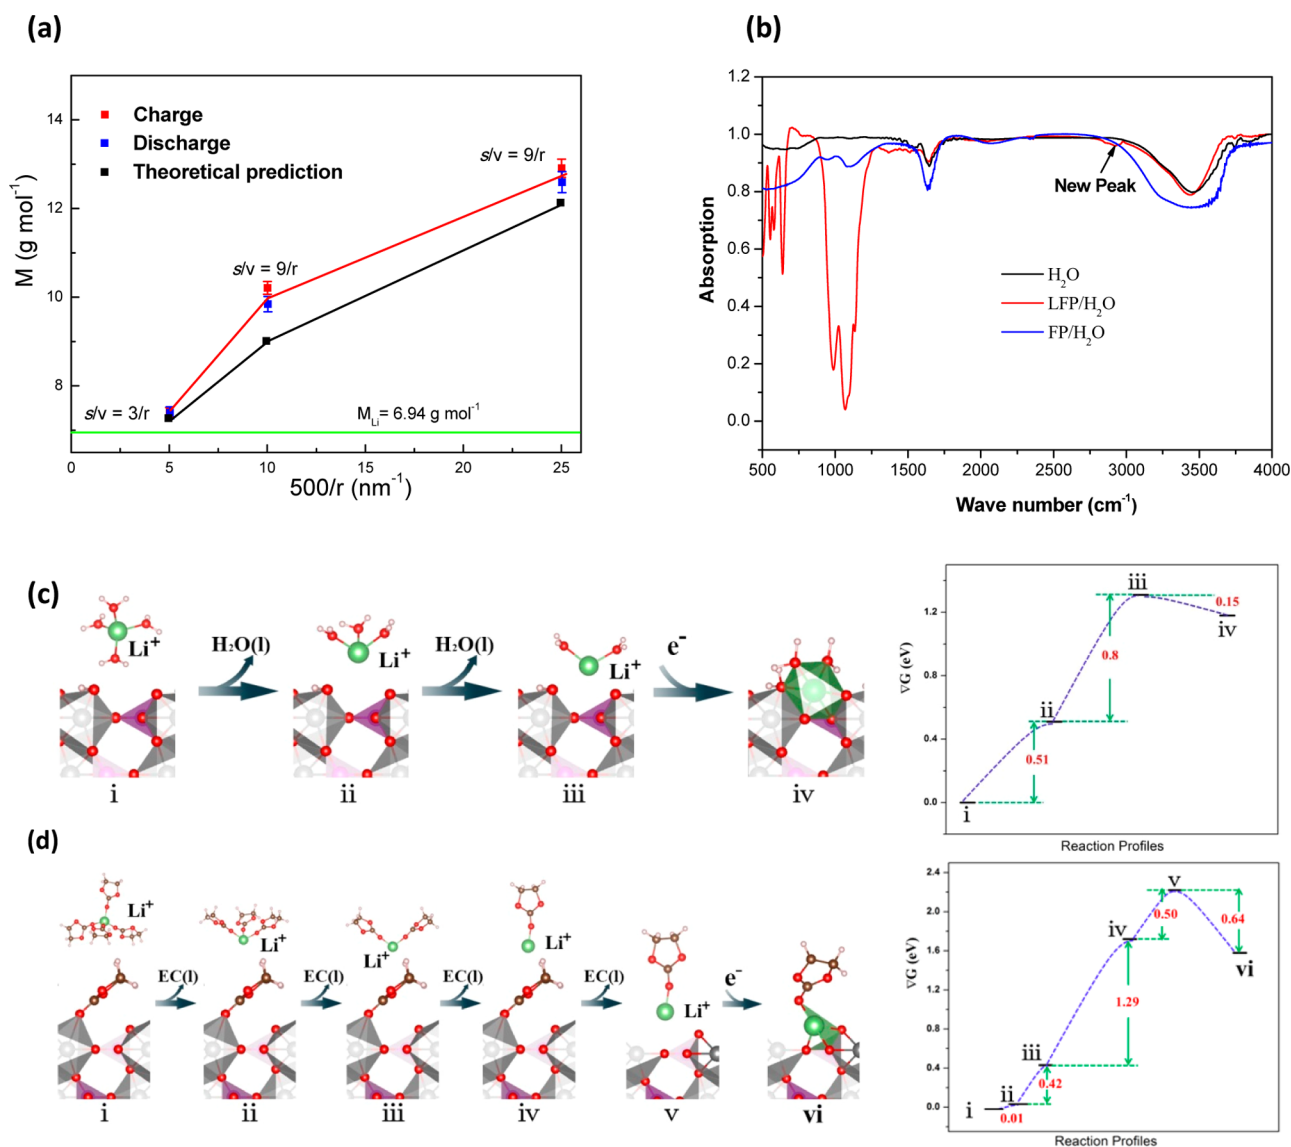 (a)
M (g mol⁻¹)
14
12
10
8
Charge
Discharge
Theoretical prediction
s/v = 9/r
s/v = 9/r
s/v = 3/r
M_Li = 6.94 g mol⁻¹
0 5 10 15 20 25
500/r (nm⁻¹)
(b)
Absorption
1.2
1.0
0.8
0.6
0.4
0.2
0.0
New Peak
H₂O
LFP/H₂O
FP/H₂O
500 1000 1500 2000 2500 3000 3500 4000
Wave number (cm⁻¹)
(c)
Li⁺ H₂O(l) Li⁺ H₂O(l) Li⁺ e⁻
i ii iii iv
∇G (eV)
1.2
0.8
0.4
0.0
i
ii
iii
iv
0.51
0.8
0.15
Reaction Profiles
(d)
Li⁺ EC(l) Li⁺ EC(l) Li⁺ EC(l) Li⁺ EC(l) Li⁺ e⁻
i ii iii iv v vi
∇G (eV)
2.4
2.0
1.6
1.2
0.8
0.4
0.0
i
ii
iii
iv
v
vi
0.01
0.42
1.29
0.50
0.64
Reaction Profiles